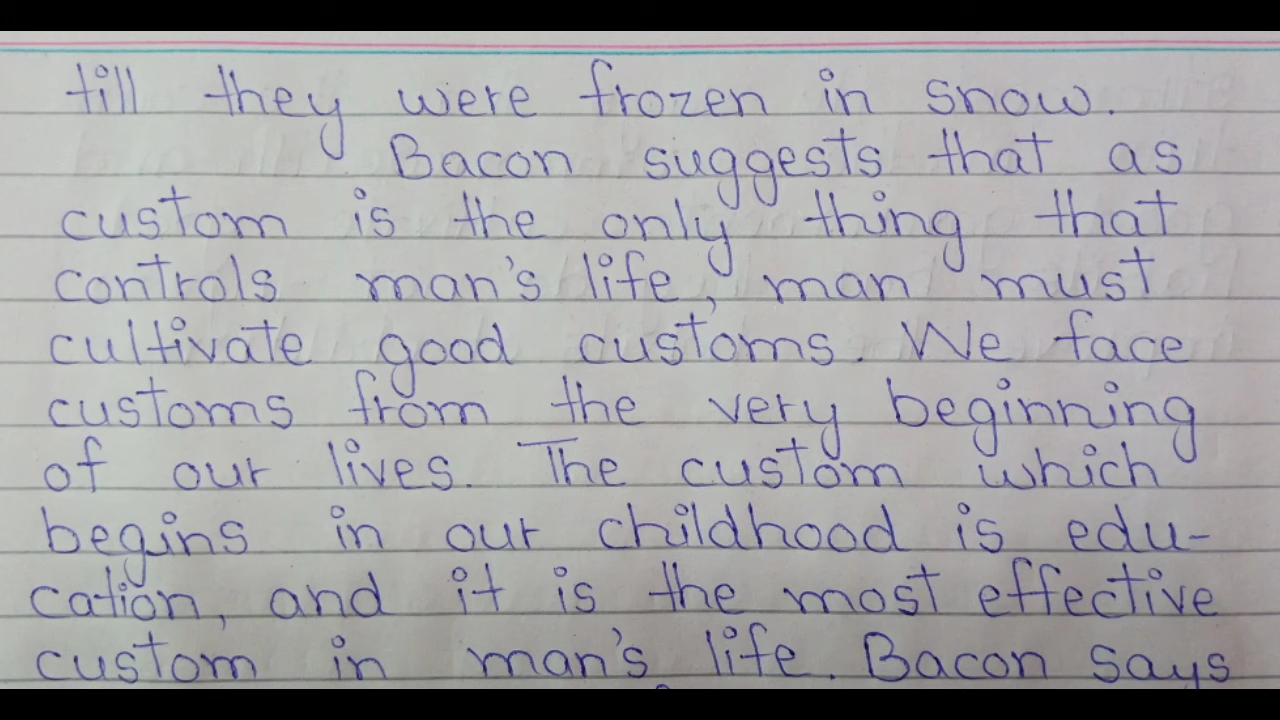 till they were frozen in snow.
Bacon suggests that as
custom is the only thing that
controls man's life, man must
cultivate good customs. We face
customs from the very beginning
of our lives. The custom which
begins in our childhood is edu-
cation, and it is the most effective
custom in man's life. Bacon says